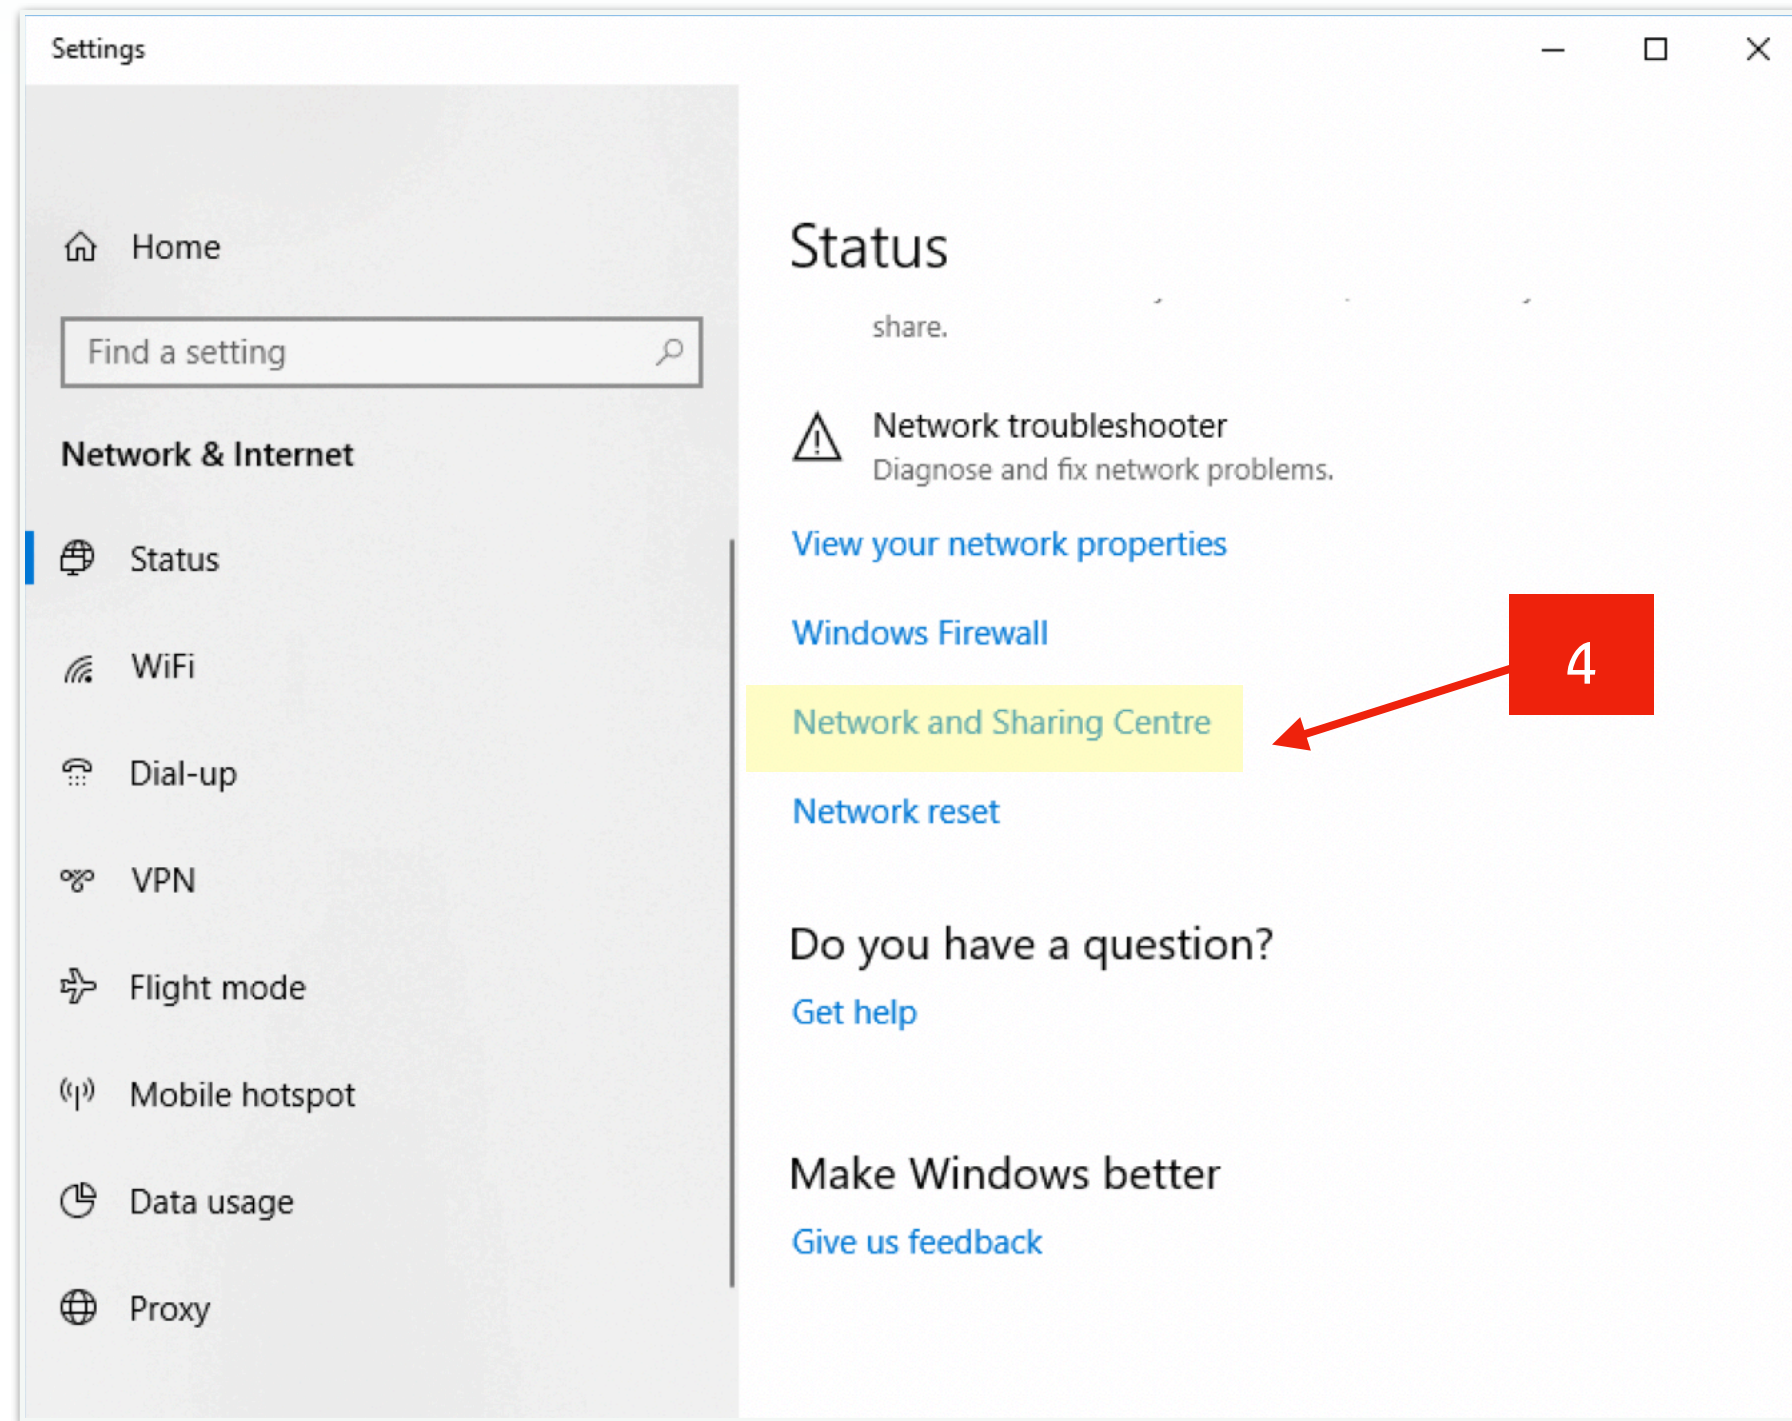 Settings
Home
Find a setting
Network & Internet
Status
WiFi
Dial-up
VPN
Flight mode
Mobile hotspot
Data usage
Proxy
Status
share.
Network troubleshooter
Diagnose and fix network problems.
View your network properties
Windows Firewall
Network and Sharing Centre
4
Network reset
Do you have a question?
Get help
Make Windows better
Give us feedback